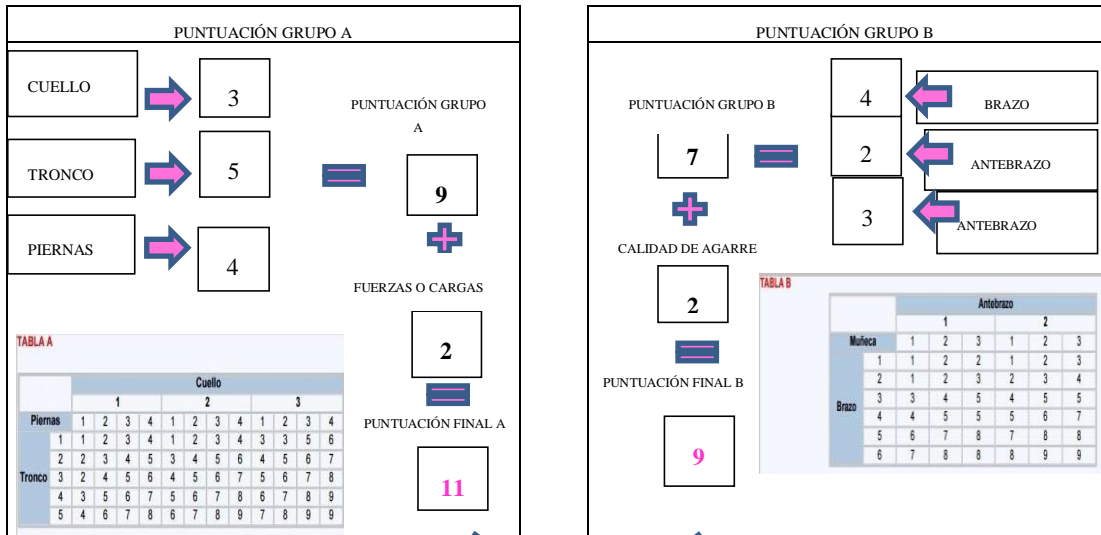 PUNTUACIÓN GRUPO A
CUELLO
3
TRONCO
5
PIERNAS
4
PUNTUACIÓN GRUPO
A
9
FUERZAS O CARGAS
2
PUNTUACIÓN FINAL A
11
TABLA A
Cuello
1 2 3
Piernas 1 2 3 4 1 2 3 4 1 2 3 4
1 1 2 3 4 1 2 3 4 3 3 5 6
2 2 3 4 5 3 4 5 6 4 5 6 7
Tronco 3 2 4 5 6 4 5 6 7 5 6 7 8
4 3 5 6 7 5 6 7 8 6 7 8 9
5 4 6 7 8 6 7 8 9 7 8 9 9
PUNTUACIÓN GRUPO B
PUNTUACIÓN GRUPO B
7
4
BRAZO
2
ANTEBRAZO
3
ANTEBRAZO
CALIDAD DE AGARRE
2
PUNTUACIÓN FINAL B
9
TABLA B
Antebrazo
1 2
Muñeca 1 2 3 1 2 3
1 1 2 2 1 2 3
2 1 2 3 2 3 4
Brazo 3 3 4 5 4 5 5
4 4 5 5 5 6 7
5 6 7 8 7 8 8
6 7 8 8 8 9 9